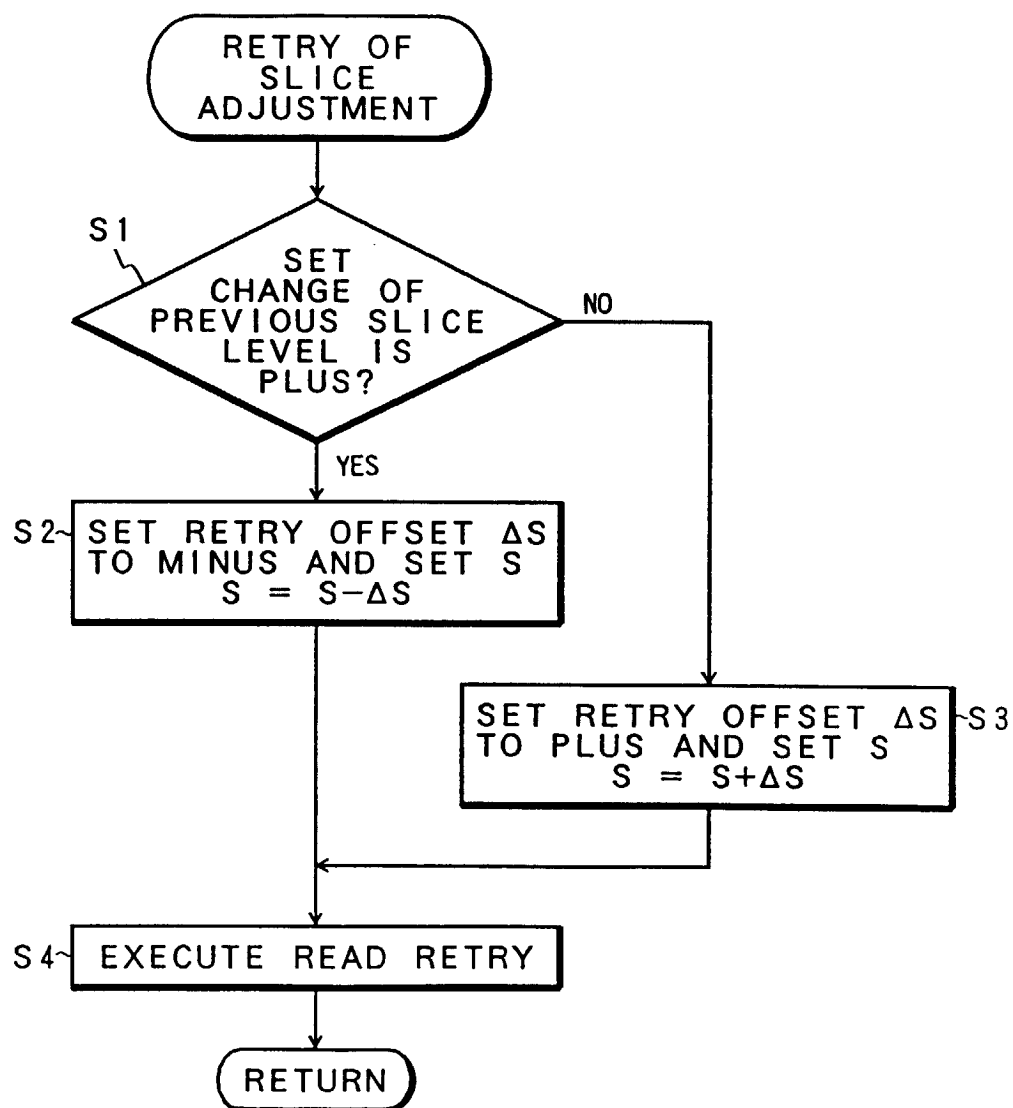 RETRY OF
SLICE
ADJUSTMENT
S1
SET
CHANGE OF
PREVIOUS SLICE
LEVEL IS
PLUS?
NO
YES
S2
SET RETRY OFFSET ΔS
TO MINUS AND SET S
S = S-ΔS
SET RETRY OFFSET ΔS
TO PLUS AND SET S
S = S+ΔS
S3
S4
EXECUTE READ RETRY
RETURN